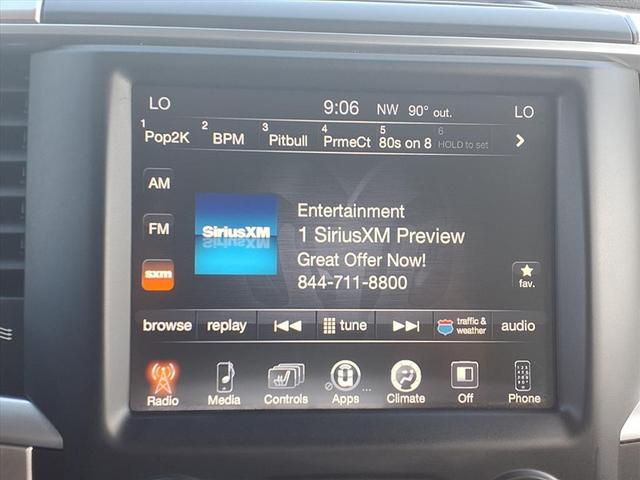 LO 9:06 NW 90° out. LO
1 Pop2K 2 BPM 3 Pitbull 4 PrmeCt 5 80s on 8 6 HOLD to set
AM
FM
sxm
SiriusXM
Entertainment
1 SiriusXM Preview
Great Offer Now!
844-711-8800
fav.
browse replay tune traffic & weather audio
Radio Media Controls Apps ... Climate Off Phone